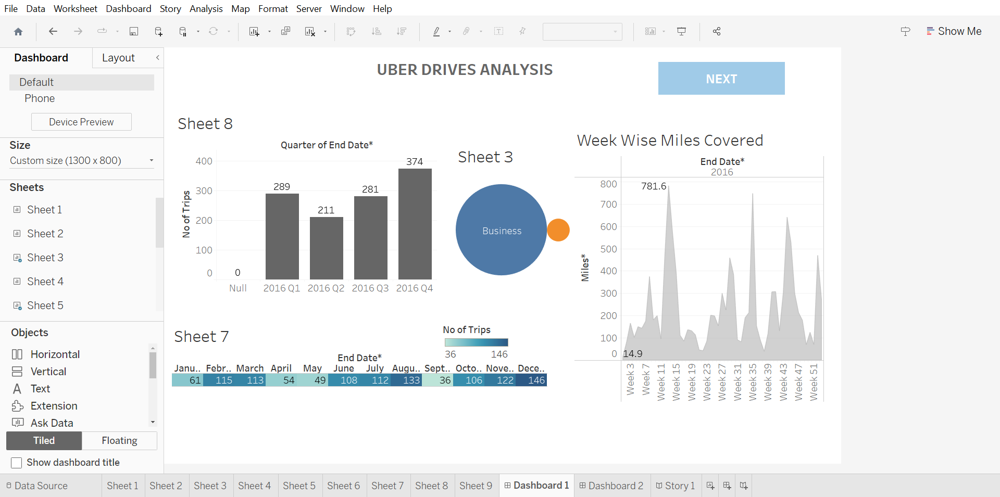 File Data Worksheet Dashboard Story Analysis Map Format Server Window Help
Show Me
Dashboard Layout
Default
Phone
Device Preview
Size
Custom size (1300 x 800)
Sheets
Sheet 1
Sheet 2
Sheet 3
Sheet 4
Sheet 5
Objects
Horizontal
Vertical
Text
Extension
Ask Data
Tiled Floating
Show dashboard title
UBER DRIVES ANALYSIS
NEXT
Sheet 8
Quarter of End Date*
No of Trips
400
300
200
100
0
0
289
211
281
374
Null 2016 Q1 2016 Q2 2016 Q3 2016 Q4
Sheet 3
Business
Week Wise Miles Covered
End Date*
2016
Miles*
800
700
600
500
400
300
200
100
0
781.6
14.9
Week 3 Week 7 Week 11 Week 15 Week 19 Week 23 Week 27 Week 31 Week 35 Week 39 Week 43 Week 47 Week 51
Sheet 7
No of Trips
36 146
End Date*
Janu.. Febr.. March April May June July Augu.. Sept.. Octo.. Nove.. Dece..
61 115 113 54 49 108 112 133 36 106 122 146
Data Source Sheet 1 Sheet 2 Sheet 3 Sheet 4 Sheet 5 Sheet 6 Sheet 7 Sheet 8 Sheet 9 Dashboard 1 Dashboard 2 Story 1